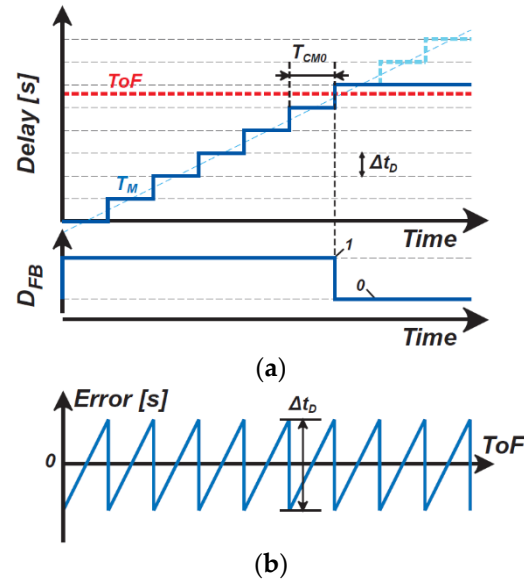 (a)
Delay [s]
T_CM0
ToF
Δt_D
T_M
Time
D_FB
1
0
Time
(a)
Error [s]
Δt_D
ToF
0
(b)